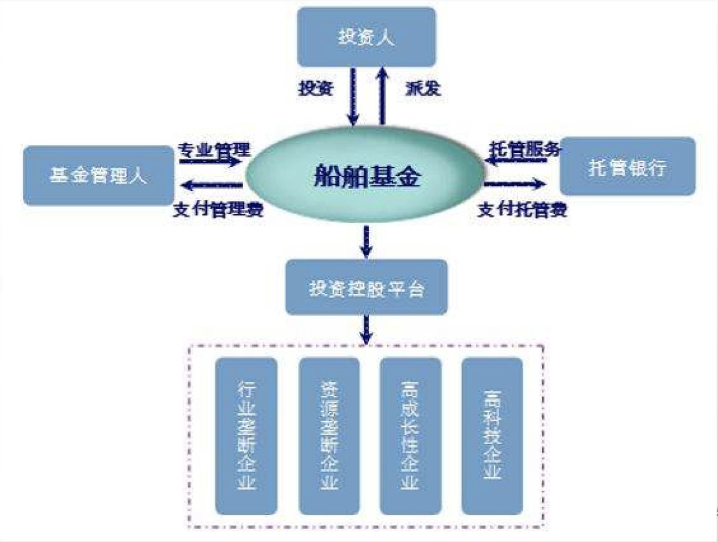 投资人
投资
派发
专业管理
托管服务
基金管理人
船舶基金
托管银行
支付管理费
支付托管费
投资控股平台
行业垄断企业
资源垄断企业
高成长性企业
高科技企业